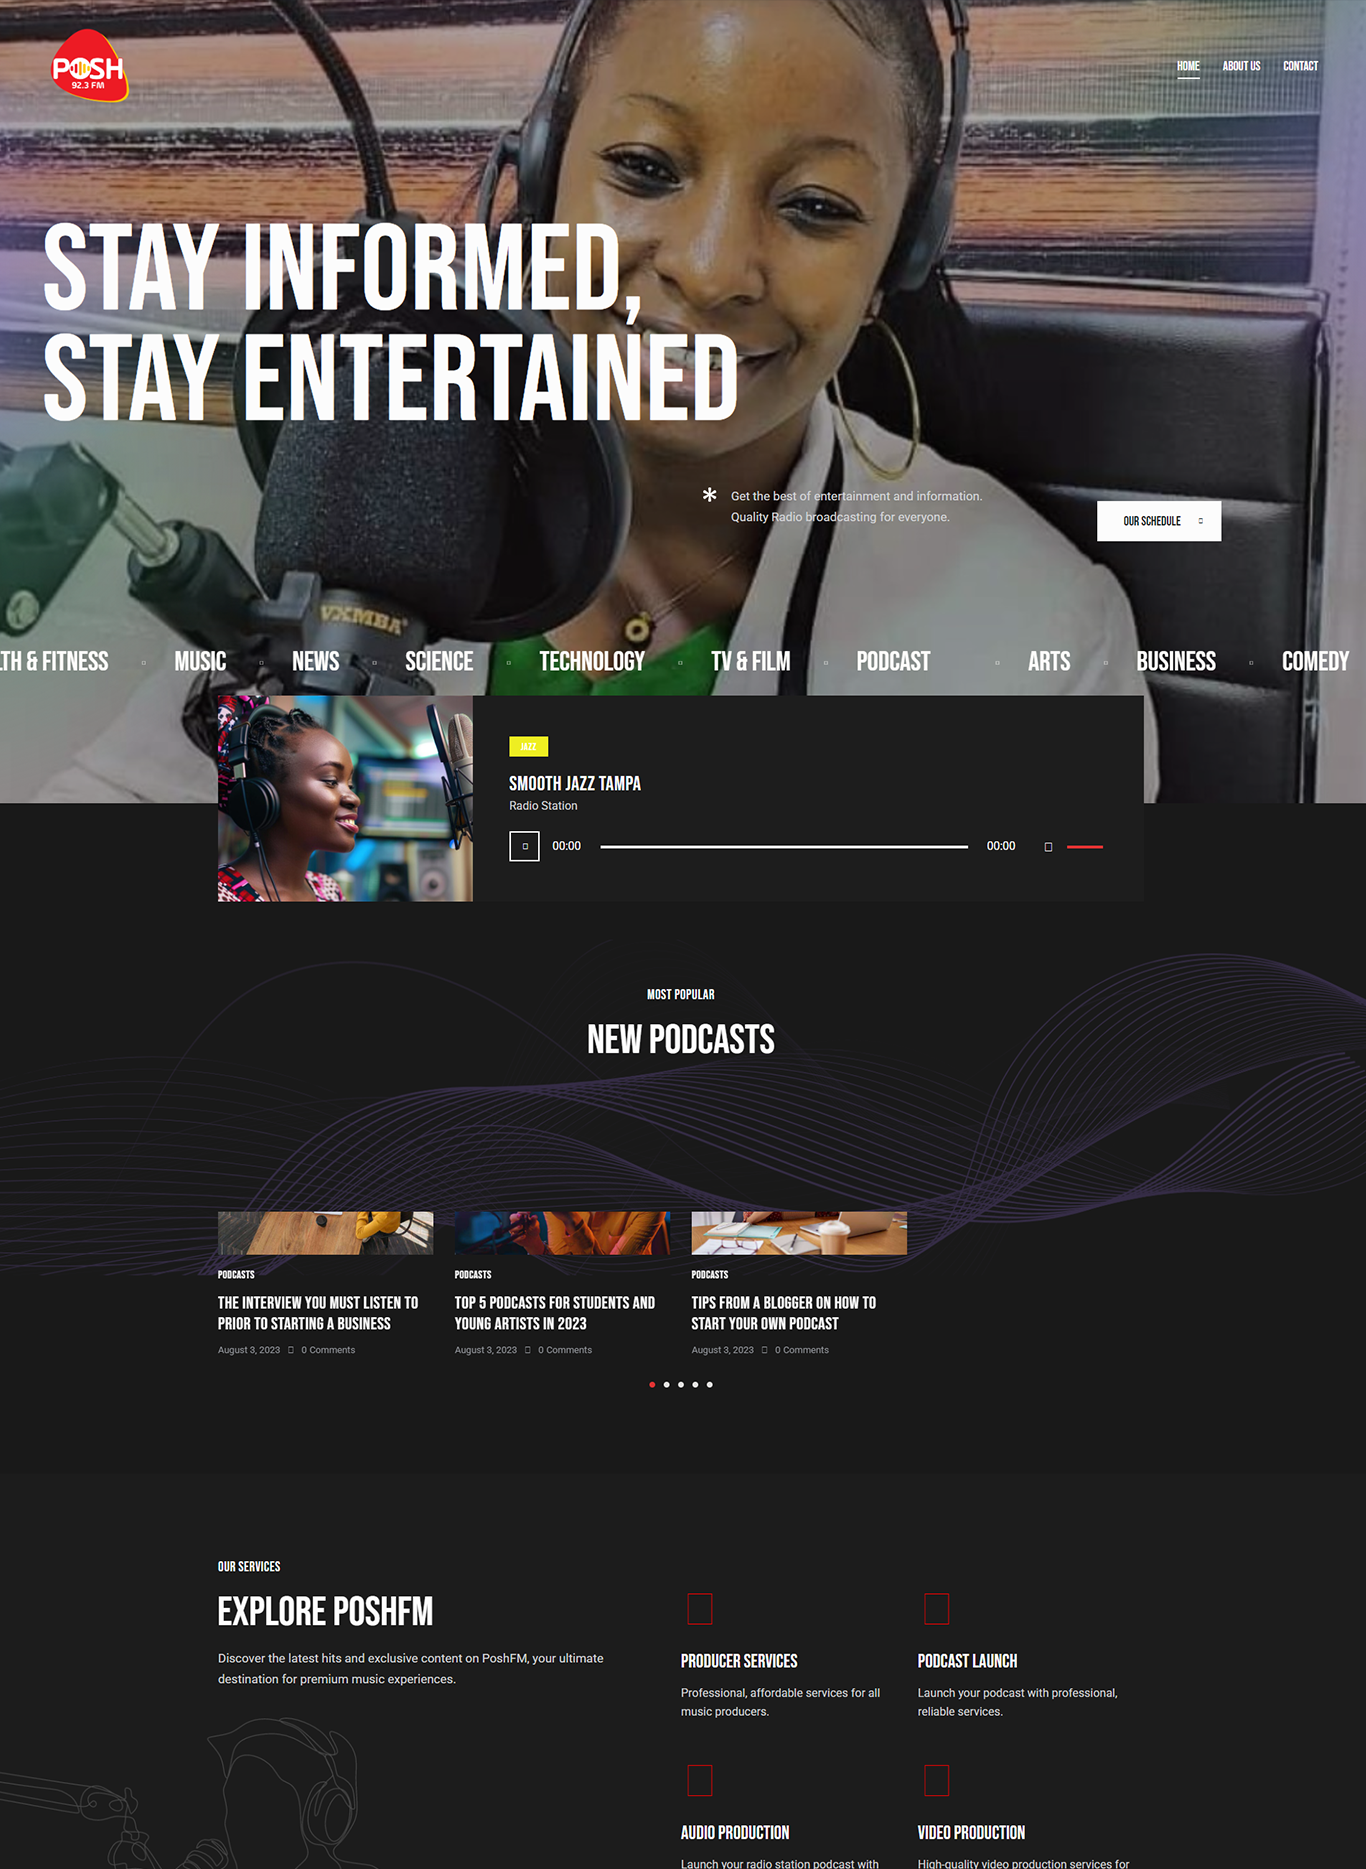 POSH
92.3 FM
HOME
ABOUT US
CONTACT
STAY INFORMED,
STAY ENTERTAINED
* Get the best of entertainment and information.
Quality Radio broadcasting for everyone.
OUR SCHEDULE
VXMBA
LTH & FITNESS
MUSIC
NEWS
SCIENCE
TECHNOLOGY
TV & FILM
PODCAST
ARTS
BUSINESS
COMEDY
JAZZ
SMOOTH JAZZ TAMPA
Radio Station
00:00
00:00
MOST POPULAR
NEW PODCASTS
PODCASTS
THE INTERVIEW YOU MUST LISTEN TO
PRIOR TO STARTING A BUSINESS
August 3, 2023
0 Comments
PODCASTS
TOP 5 PODCASTS FOR STUDENTS AND
YOUNG ARTISTS IN 2023
August 3, 2023
0 Comments
PODCASTS
TIPS FROM A BLOGGER ON HOW TO
START YOUR OWN PODCAST
August 3, 2023
0 Comments
OUR SERVICES
EXPLORE POSHFM
Discover the latest hits and exclusive content on PoshFM, your ultimate
destination for premium music experiences.
PRODUCER SERVICES
Professional, affordable services for all
music producers.
PODCAST LAUNCH
Launch your podcast with professional,
reliable services.
AUDIO PRODUCTION
Launch your radio station podcast with
VIDEO PRODUCTION
High-quality video production services for